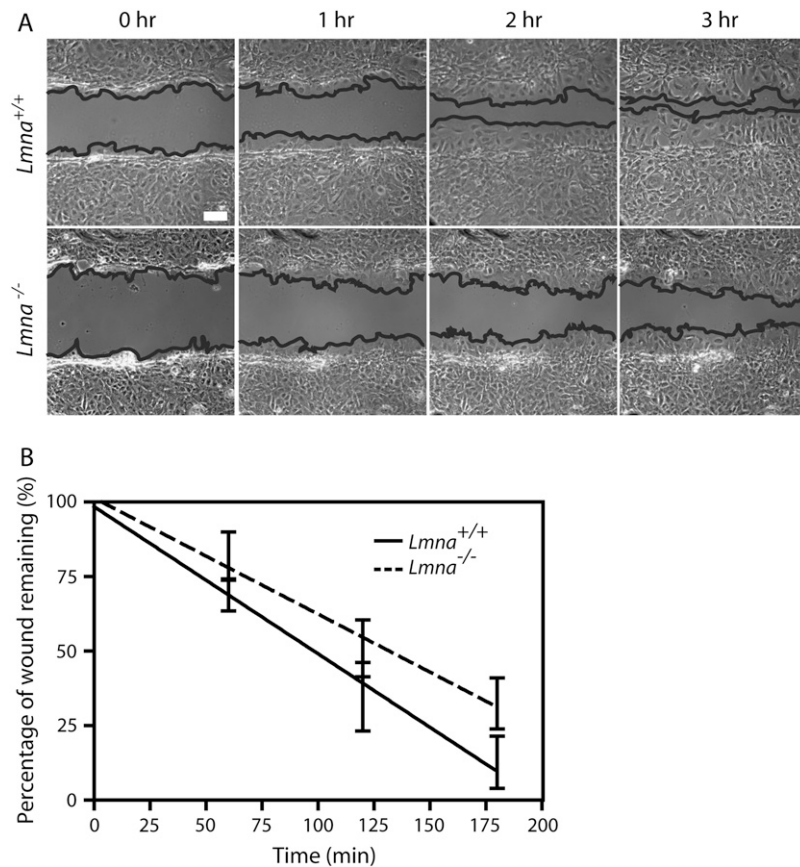 A
0 hr
1 hr
2 hr
3 hr
Lmna+/+
Lmna-/-
B
Percentage of wound remaining (%)
100
75
50
25
0
Lmna+/+
Lmna-/-
0 25 50 75 100 125 150 175 200
Time (min)